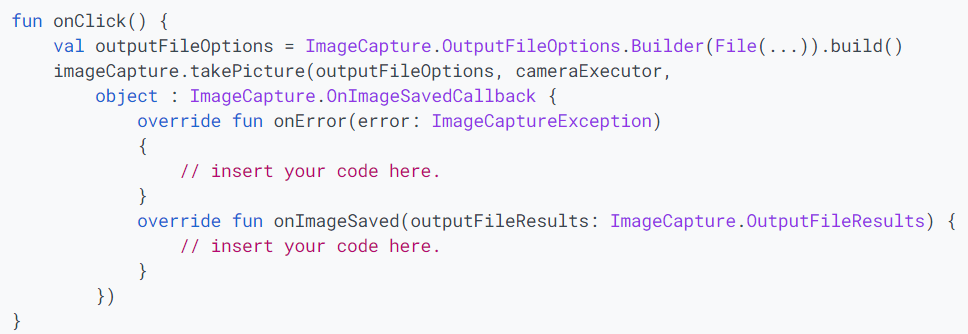 fun onClick() {
    val outputFileOptions = ImageCapture.OutputFileOptions.Builder(File(...)).build()
    imageCapture.takePicture(outputFileOptions, cameraExecutor,
        object : ImageCapture.OnImageSavedCallback {
            override fun onError(error: ImageCaptureException)
            {
                // insert your code here.
            }
            override fun onImageSaved(outputFileResults: ImageCapture.OutputFileResults) {
                // insert your code here.
            }
        })
}